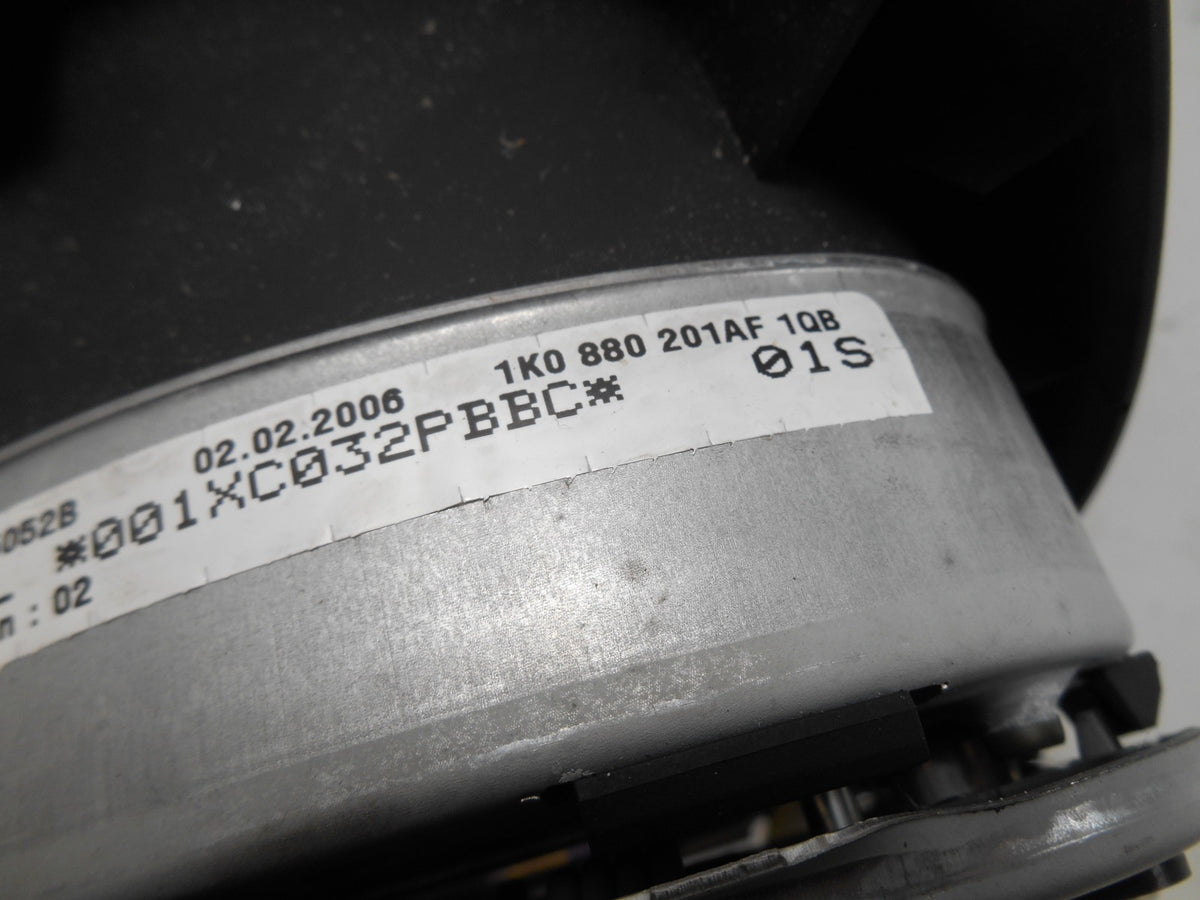 02.02.2006 1K0 880 201AF 1QB
052B *001XC032PBBC* 01S
: 02